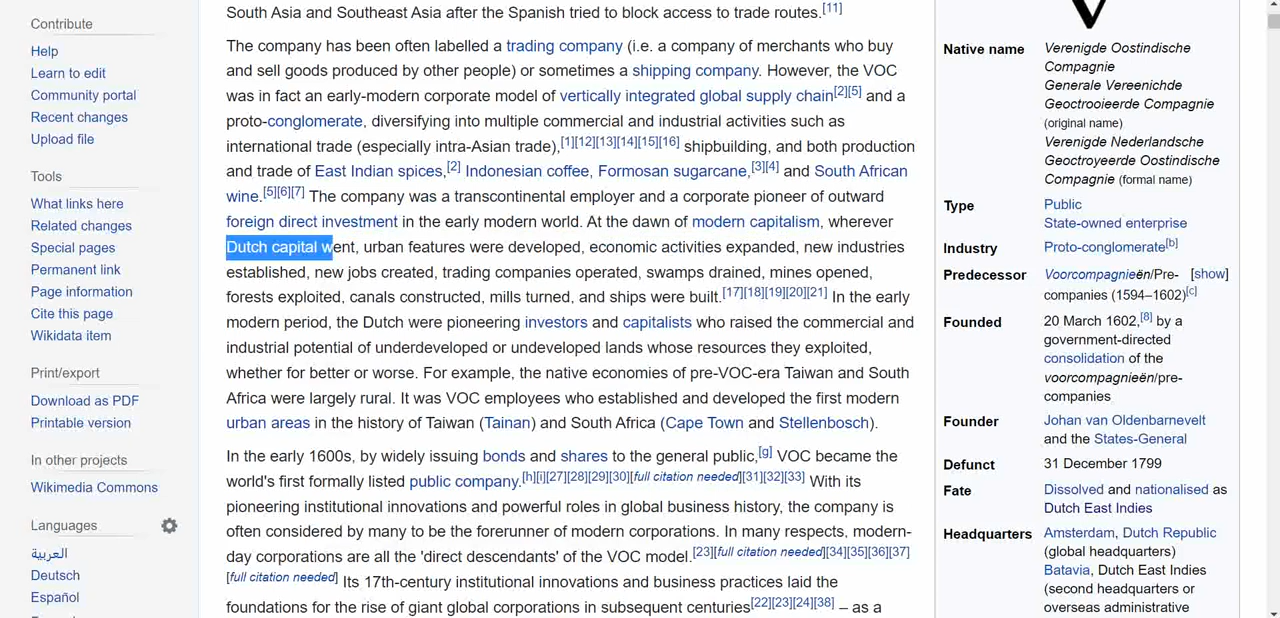 Contribute
Help
Learn to edit
Community portal
Recent changes
Upload file
Tools
What links here
Related changes
Special pages
Permanent link
Page information
Cite this page
Wikidata item
Print/export
Download as PDF
Printable version
In other projects
Wikimedia Commons
Languages
العربية
Deutsch
Español
South Asia and Southeast Asia after the Spanish tried to block access to trade routes.[11]
The company has been often labelled a trading company (i.e. a company of merchants who buy
and sell goods produced by other people) or sometimes a shipping company. However, the VOC
was in fact an early-modern corporate model of vertically integrated global supply chain[2][5] and a
proto-conglomerate, diversifying into multiple commercial and industrial activities such as
international trade (especially intra-Asian trade),[1][12][13][14][15][16] shipbuilding, and both production
and trade of East Indian spices,[2] Indonesian coffee, Formosan sugarcane,[3][4] and South African
wine.[5][6][7] The company was a transcontinental employer and a corporate pioneer of outward
foreign direct investment in the early modern world. At the dawn of modern capitalism, wherever
Dutch capital went, urban features were developed, economic activities expanded, new industries
established, new jobs created, trading companies operated, swamps drained, mines opened,
forests exploited, canals constructed, mills turned, and ships were built.[17][18][19][20][21] In the early
modern period, the Dutch were pioneering investors and capitalists who raised the commercial and
industrial potential of underdeveloped or undeveloped lands whose resources they exploited,
whether for better or worse. For example, the native economies of pre-VOC-era Taiwan and South
Africa were largely rural. It was VOC employees who established and developed the first modern
urban areas in the history of Taiwan (Tainan) and South Africa (Cape Town and Stellenbosch).
In the early 1600s, by widely issuing bonds and shares to the general public,[g] VOC became the
world's first formally listed public company.[h][i][27][28][29][30][full citation needed][31][32][33] With its
pioneering institutional innovations and powerful roles in global business history, the company is
often considered by many to be the forerunner of modern corporations. In many respects, modern-
day corporations are all the 'direct descendants' of the VOC model.[23][full citation needed][34][35][36][37]
[full citation needed] Its 17th-century institutional innovations and business practices laid the
foundations for the rise of giant global corporations in subsequent centuries[22][23][24][38] – as a
Native name Verenigde Oostindische
Compagnie
Generale Vereenichde
Geoctrooieerde Compagnie
(original name)
Verenigde Nederlandsche
Geoctroyeerde Oostindische
Compagnie (formal name)
Type Public
State-owned enterprise
Industry Proto-conglomerate[b]
Predecessor Voorcompagnieën/Pre- [show]
companies (1594–1602)[c]
Founded 20 March 1602,[8] by a
government-directed
consolidation of the
voorcompagnieën/pre-
companies
Founder Johan van Oldenbarnevelt
and the States-General
Defunct 31 December 1799
Fate Dissolved and nationalised as
Dutch East Indies
Headquarters Amsterdam, Dutch Republic
(global headquarters)
Batavia, Dutch East Indies
(second headquarters or
overseas administrative